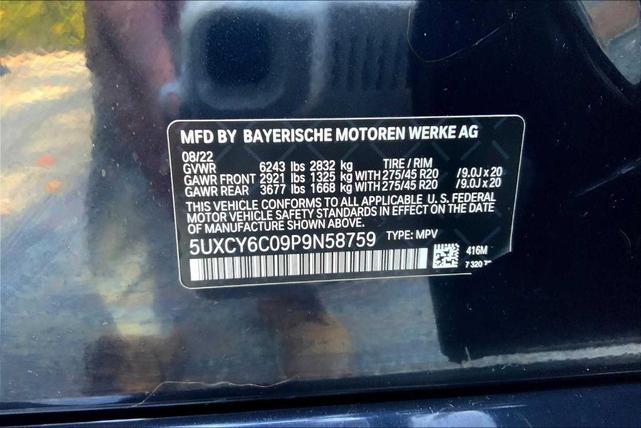 MFD BY BAYERISCHE MOTOREN WERKE AG
08/22
GVWR 6243 lbs 2832 kg TIRE / RIM
GAWR FRONT 2921 lbs 1325 kg WITH 275/45 R20 / 9.0J x 20
GAWR REAR 3677 lbs 1668 kg WITH 275/45 R20 / 9.0J x 20
THIS VEHICLE CONFORMS TO ALL APPLICABLE U. S. FEDERAL
MOTOR VEHICLE SAFETY STANDARDS IN EFFECT ON THE DATE
OF MANUFACTURE SHOWN ABOVE.
5UXCY6C09P9N58759 TYPE: MPV
416M
7 320